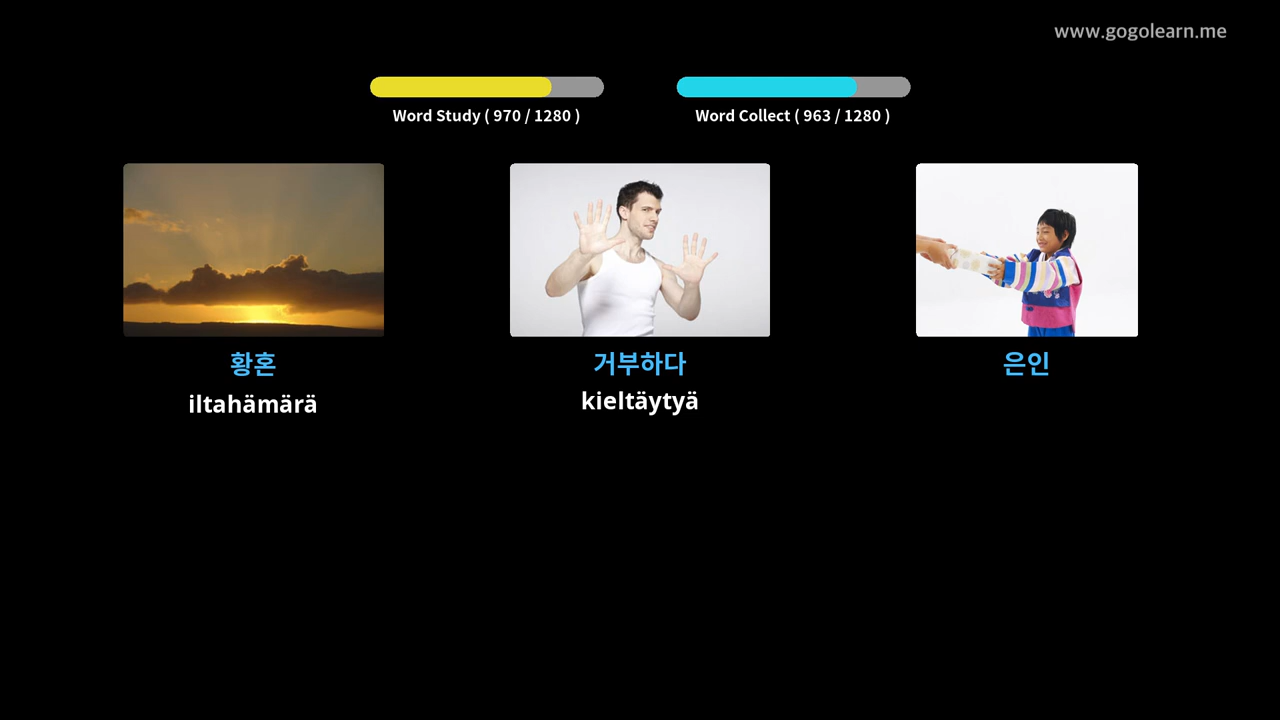 www.gogolearn.me
Word Study ( 970 / 1280 )
Word Collect ( 963 / 1280 )
황혼
iltahämärä
거부하다
kieltäytyä
은인